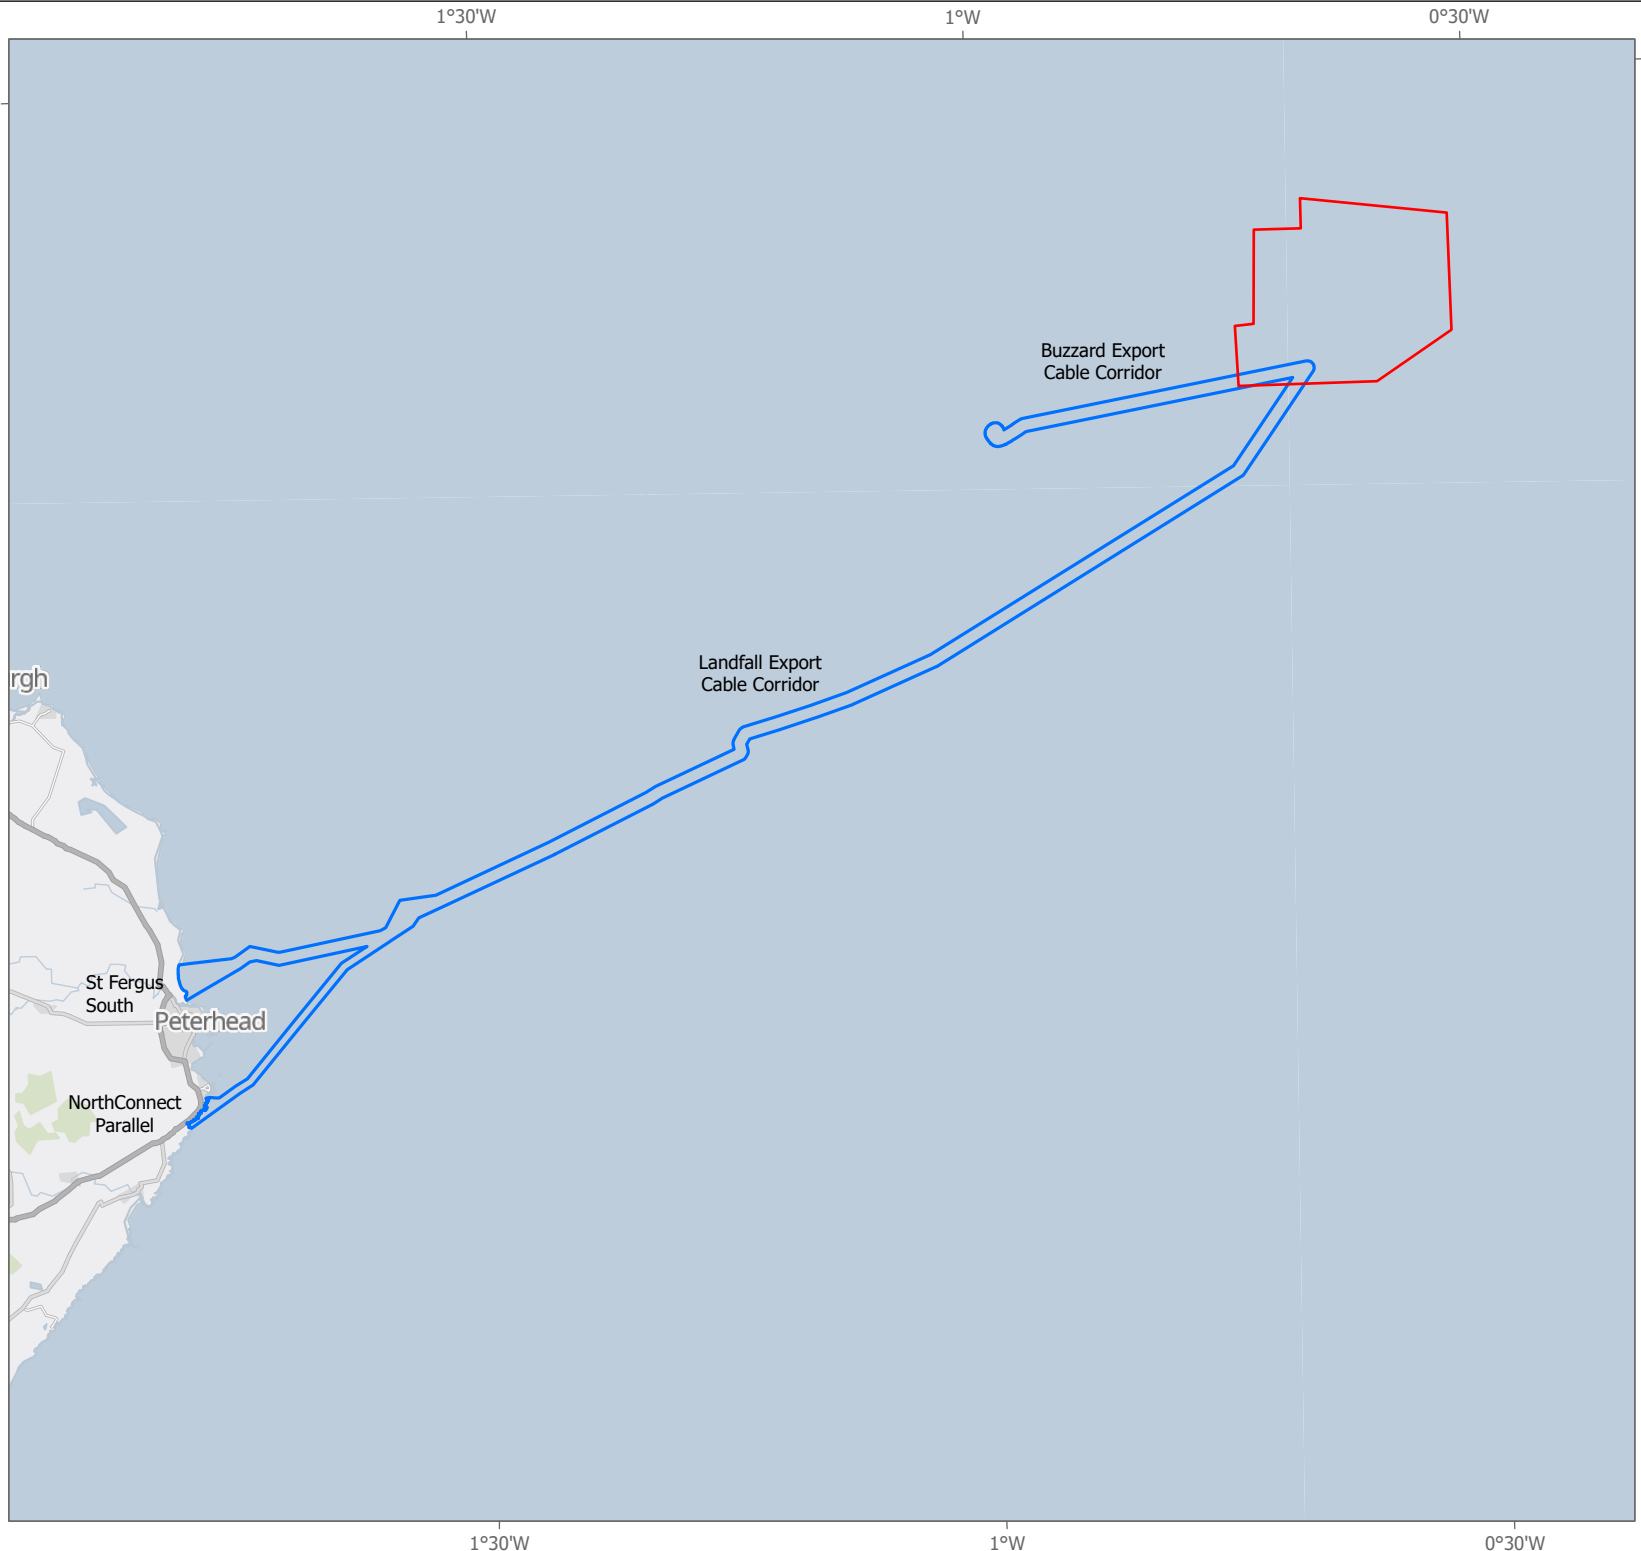 1°30'W
1°W
0°30'W
Buzzard Export
Cable Corridor
Landfall Export
Cable Corridor
rgh
St Fergus
South
Peterhead
NorthConnect
Parallel
1°30'W
1°W
0°30'W